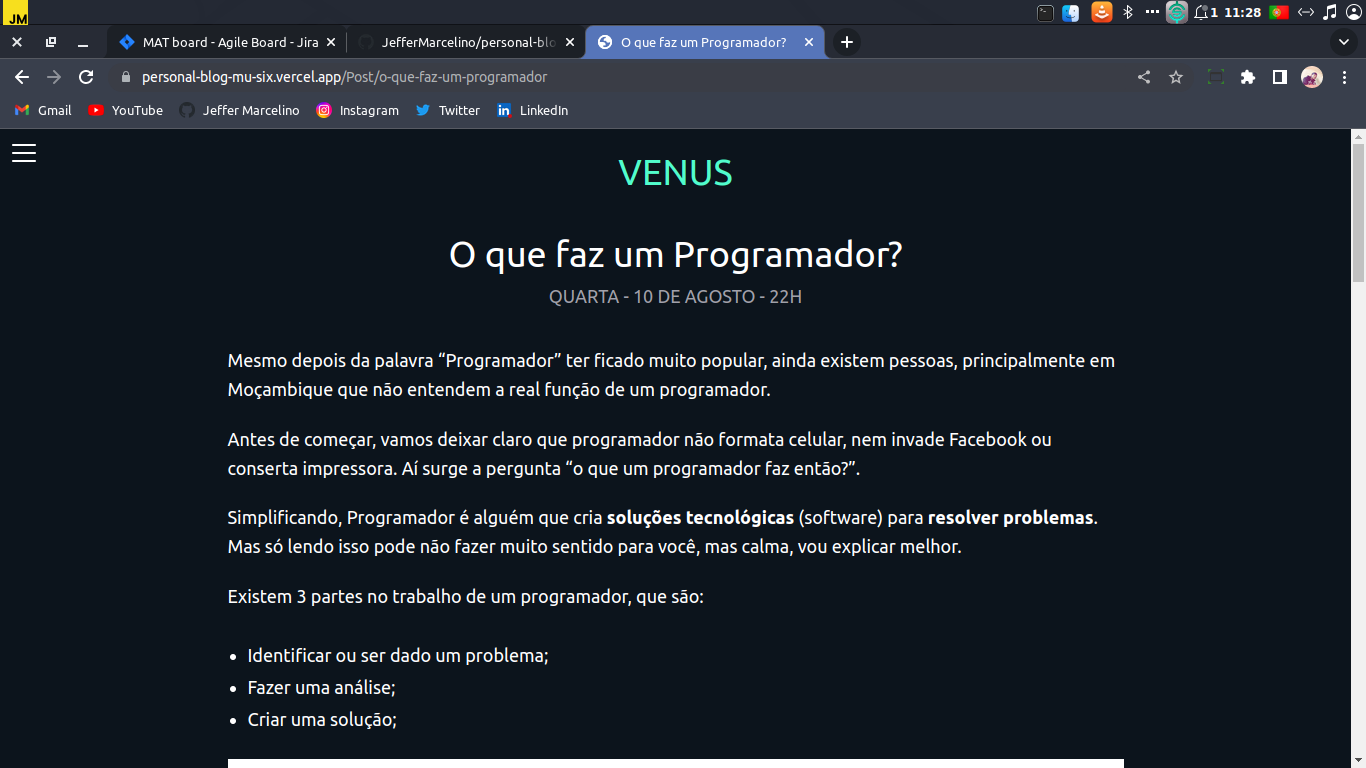 JM
1 11:28
MAT board - Agile Board - Jira
JefferMarcelino/personal-blo
O que faz um Programador?
personal-blog-mu-six.vercel.app/Post/o-que-faz-um-programador
Gmail YouTube Jeffer Marcelino Instagram Twitter LinkedIn
VENUS
O que faz um Programador?
QUARTA - 10 DE AGOSTO - 22H
Mesmo depois da palavra “Programador” ter ficado muito popular, ainda existem pessoas, principalmente em
Moçambique que não entendem a real função de um programador.
Antes de começar, vamos deixar claro que programador não formata celular, nem invade Facebook ou
conserta impressora. Aí surge a pergunta “o que um programador faz então?”.
Simplificando, Programador é alguém que cria soluções tecnológicas (software) para resolver problemas.
Mas só lendo isso pode não fazer muito sentido para você, mas calma, vou explicar melhor.
Existem 3 partes no trabalho de um programador, que são:
• Identificar ou ser dado um problema;
• Fazer uma análise;
• Criar uma solução;